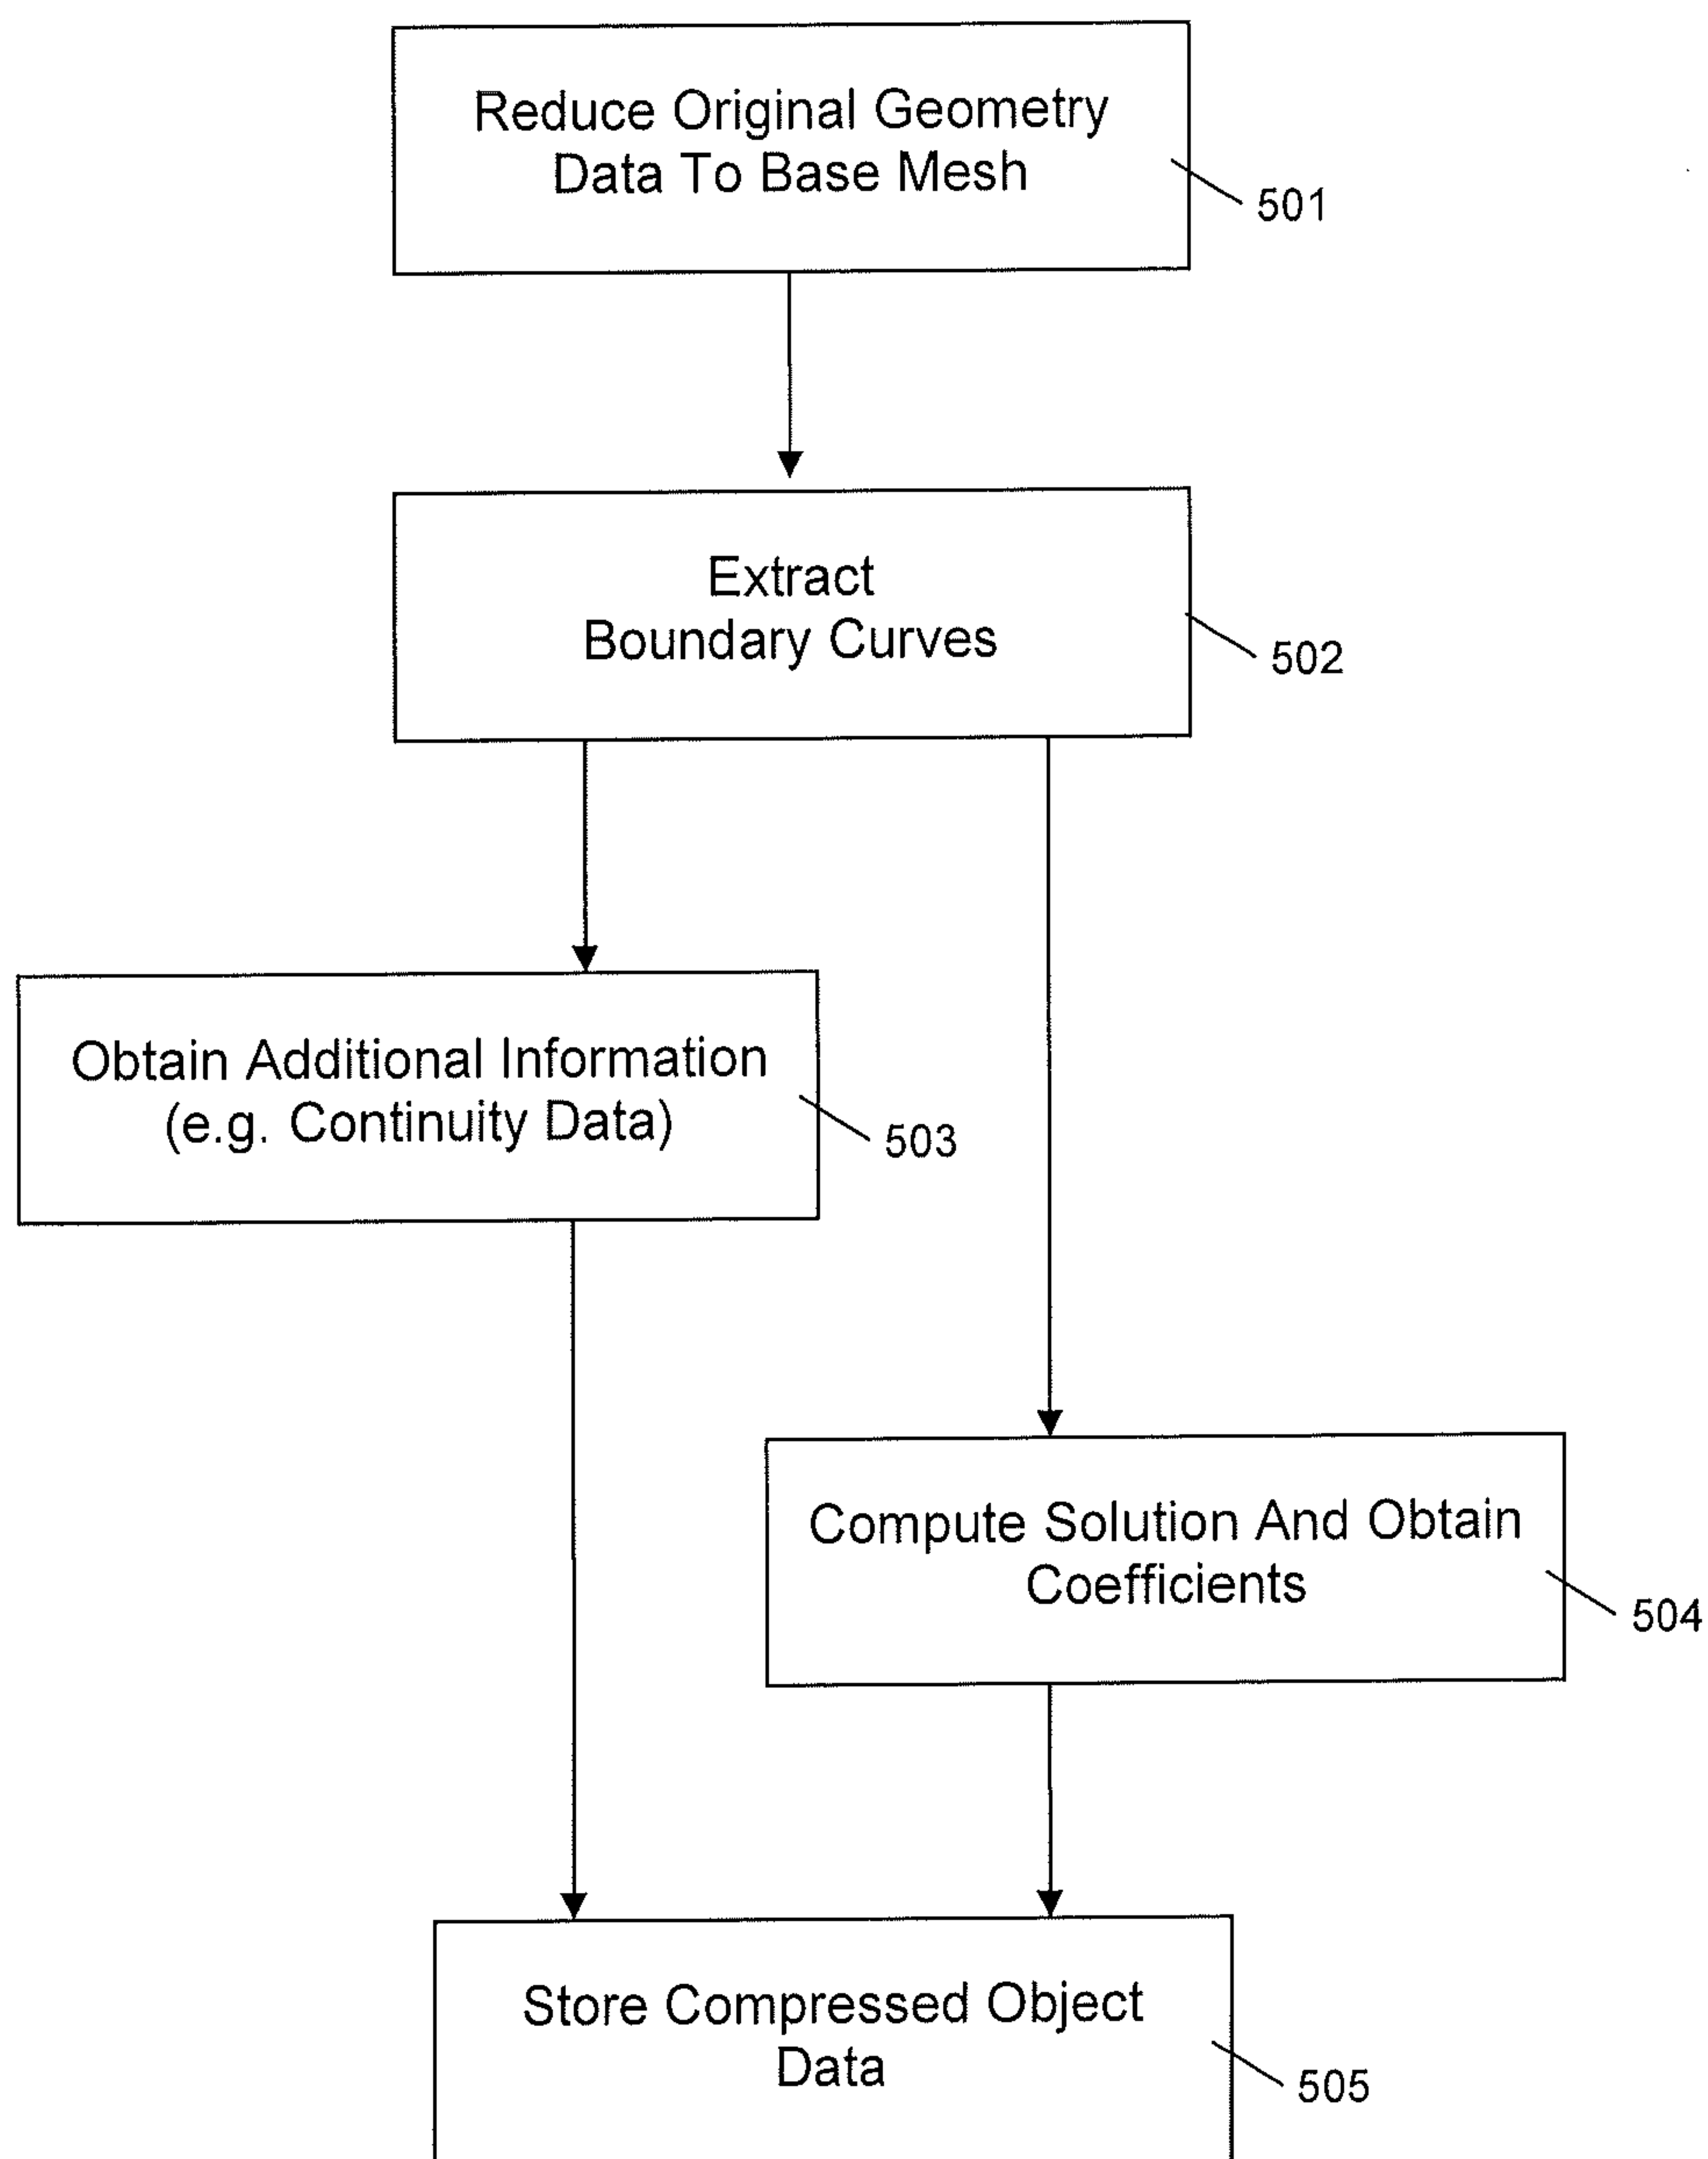 Reduce Original Geometry
Data To Base Mesh
501
Extract
Boundary Curves
502
Obtain Additional Information
(e.g. Continuity Data)
503
Compute Solution And Obtain
Coefficients
504
Store Compressed Object
Data
505